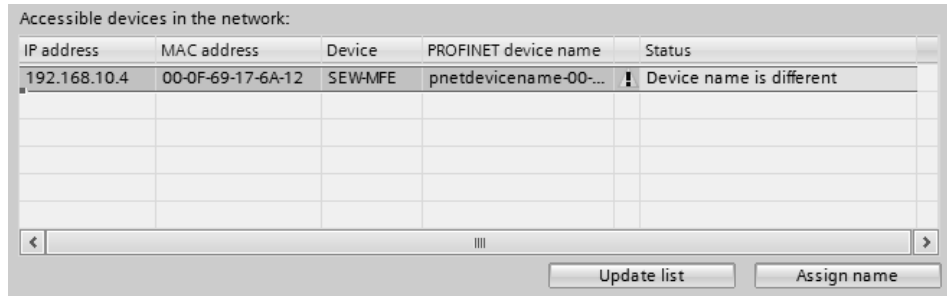 Accessible devices in the network:
IP address MAC address Device PROFINET device name Status
192.168.10.4 00-0F-69-17-6A-12 SEW-MFE pnetdevicename-00-... Device name is different
Update list Assign name